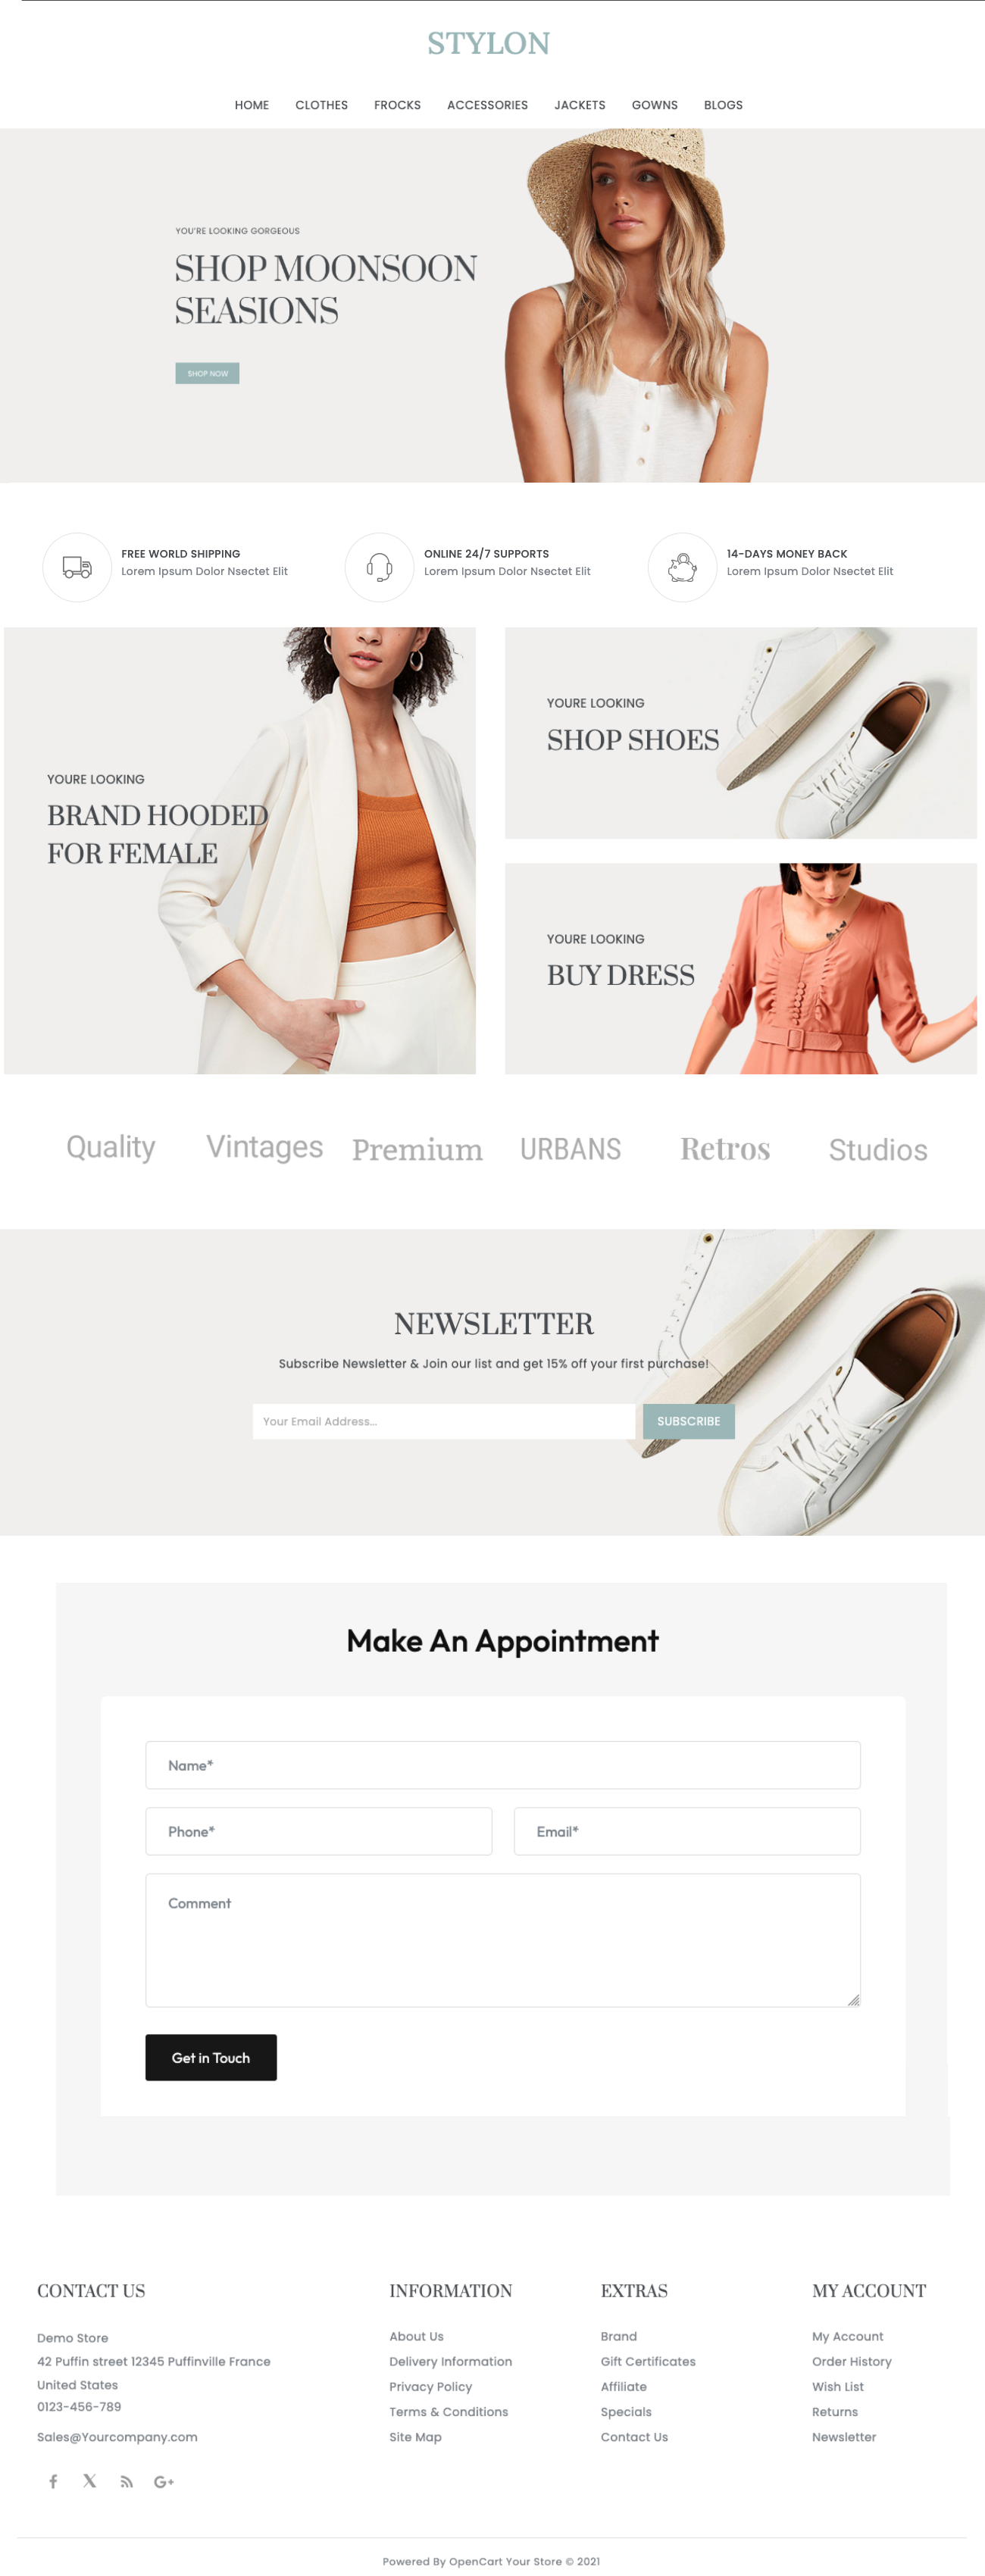 STYLON
HOME CLOTHES FROCKS ACCESSORIES JACKETS GOWNS BLOGS
YOU'RE LOOKING GORGEOUS
SHOP MOONSOON
SEASIONS
SHOP NOW
FREE WORLD SHIPPING
Lorem Ipsum Dolor Nsectet Elit
ONLINE 24/7 SUPPORTS
Lorem Ipsum Dolor Nsectet Elit
14-DAYS MONEY BACK
Lorem Ipsum Dolor Nsectet Elit
YOURE LOOKING
BRAND HOODED
FOR FEMALE
YOURE LOOKING
SHOP SHOES
YOURE LOOKING
BUY DRESS
Quality Vintages Premium URBANS Retros Studios
NEWSLETTER
Subscribe Newsletter & Join our list and get 15% off your first purchase!
Your Email Address...
SUBSCRIBE
Make An Appointment
Name*
Phone*
Email*
Comment
Get in Touch
CONTACT US
Demo Store
42 Puffin street 12345 Puffinville France
United States
0123-456-789
Sales@Yourcompany.com
INFORMATION
About Us
Delivery Information
Privacy Policy
Terms & Conditions
Site Map
EXTRAS
Brand
Gift Certificates
Affiliate
Specials
Contact Us
MY ACCOUNT
My Account
Order History
Wish List
Returns
Newsletter
Powered By OpenCart Your Store © 2021